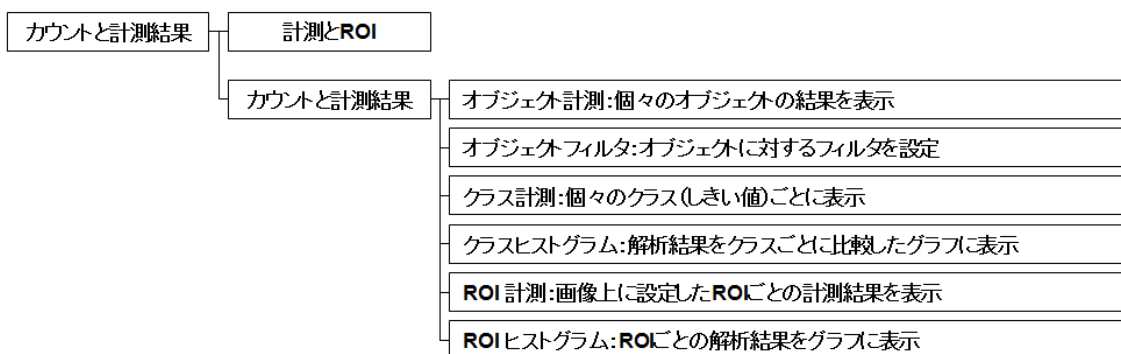 カウントと計測結果
計測とROI
カウントと計測結果
オブジェクト計測:個々のオブジェクトの結果を表示
オブジェクトフィルタ:オブジェクトに対するフィルタを設定
クラス計測:個々のクラス(しきい値)ごとに表示
クラスヒストグラム:解析結果をクラスごとに比較したグラフに表示
ROI 計測:画像上に設定したROIごとの計測結果を表示
ROI ヒストグラム:ROIごとの解析結果をグラフに表示